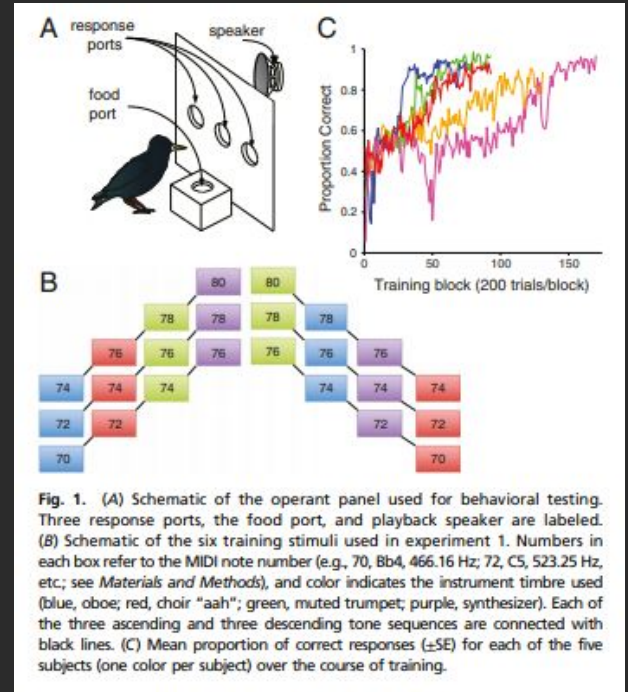 A
response
ports
speaker
food
port
C
Proportion Correct
1
0.8
0.6
0.4
0.2
0
0 50 100 150
Training block (200 trials/block)
B
80 80
78 78 78 78
76 76 76 76 76 76
74 74 74 74 74 74
72 72 72 72
70 70
Fig. 1. (A) Schematic of the operant panel used for behavioral testing.
Three response ports, the food port, and playback speaker are labeled.
(B) Schematic of the six training stimuli used in experiment 1. Numbers in
each box refer to the MIDI note number (e.g., 70, Bb4, 466.16 Hz; 72, C5, 523.25 Hz,
etc.; see Materials and Methods), and color indicates the instrument timbre used
(blue, oboe; red, choir "aah"; green, muted trumpet; purple, synthesizer). Each of
the three ascending and three descending tone sequences are connected with
black lines. (C) Mean proportion of correct responses (±SE) for each of the five
subjects (one color per subject) over the course of training.